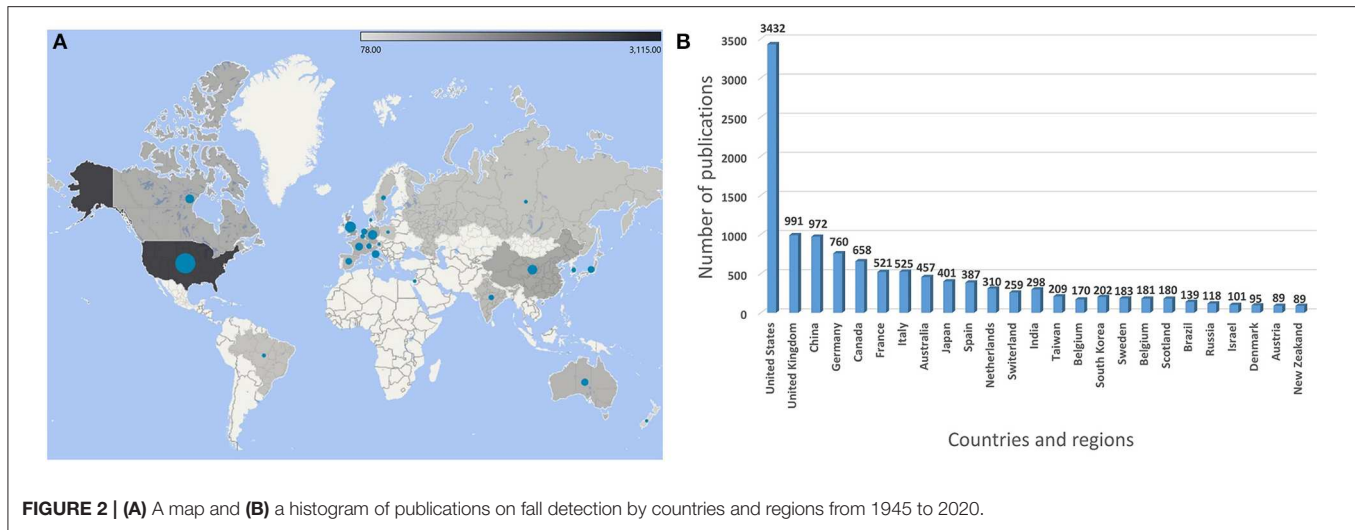 A
78.00
3,115.00
B
Number of publications
3500
3000
2500
2000
1500
1000
500
0
3432
991
972
760
658
521
525
457
401
387
310
259
298
209
170
202
183
181
180
139
118
101
95
89
89
United States
United Kingdom
China
Germany
Canada
France
Italy
Australia
Japan
Spain
Netherlands
Switerland
India
Taiwan
Belgium
South Korea
Sweden
Belgium
Scotland
Brazil
Russia
Israel
Denmark
Austria
New Zeakand
Countries and regions
FIGURE 2 | (A) A map and (B) a histogram of publications on fall detection by countries and regions from 1945 to 2020.